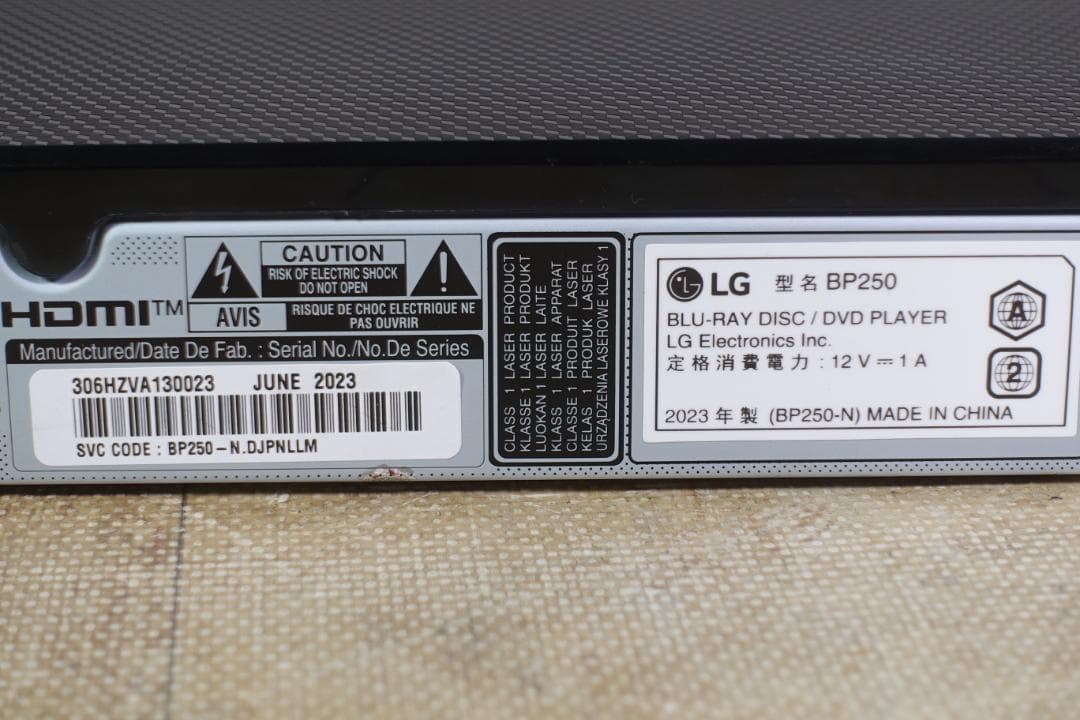 HDMI™
CAUTION
RISK OF ELECTRIC SHOCK
DO NOT OPEN
AVIS
RISQUE DE CHOC ELECTRIQUE NE
PAS OUVRIR
Manufactured/Date De Fab. : Serial No./No.De Series
306HZVA130023 JUNE 2023
SVC CODE : BP250-N.DJPNLLM
CLASS 1 LASER PRODUCT
KLASSE 1 LASER PRODUKT
LUOKAN 1 LASER LAITE
KLASS 1 LASER APPARAT
CLASSE 1 PRODUIT LASER
KELAS 1 PRODUK LASER
URZĄDZENIA LASEROWE KLASY 1
LG 型名 BP250
BLU-RAY DISC / DVD PLAYER
LG Electronics Inc.
定格消費電力 : 12 V ⎓ 1 A
2023 年製 (BP250-N) MADE IN CHINA
A
2